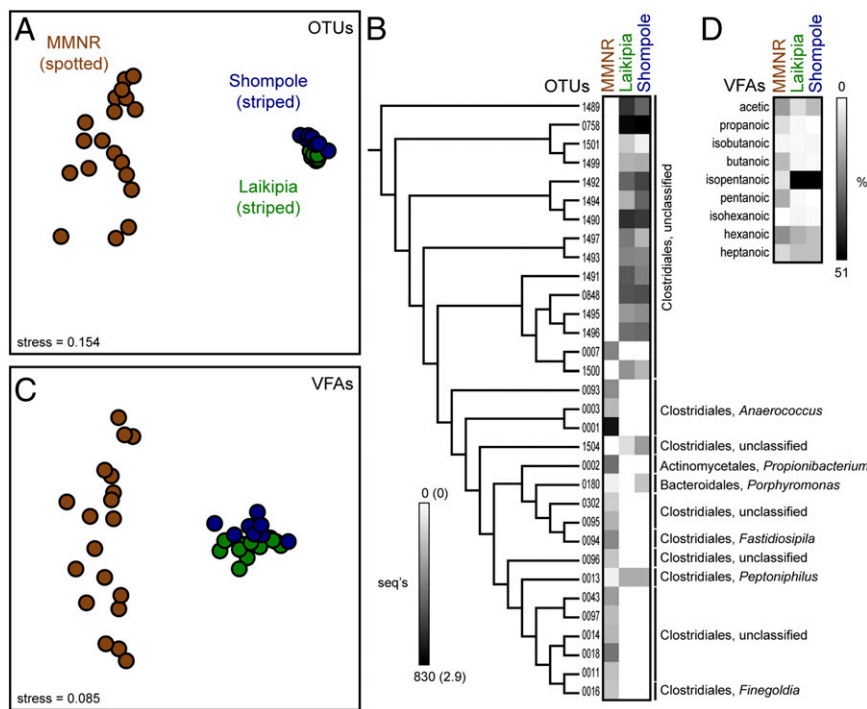 A
OTUs
MMNR
(spotted)
Shompole
(striped)
Laikipia
(striped)
stress = 0.154
C
VFAs
stress = 0.085
B
OTUs
MMNR
Laikipia
Shompole
1489
0758
1501
1499
1492
1494
1490
1497
1493
1491
0848
1495
1496
0007
1500
0093
0003
0001
1504
0002
0180
0302
0095
0094
0096
0013
0043
0097
0014
0018
0011
0016
Clostridiales, unclassified
Clostridiales, Anaerococcus
Clostridiales, unclassified
Actinomycetales, Propionibacterium
Bacteroidales, Porphyromonas
Clostridiales, unclassified
Clostridiales, Fastidiosipila
Clostridiales, unclassified
Clostridiales, Peptoniphilus
Clostridiales, unclassified
Clostridiales, Finegoldia
0 (0)
seq's
830 (2.9)
D
VFAs
MMNR
Laikipia
Shompole
acetic
propanoic
isobutanoic
butanoic
isopentanoic
pentanoic
isohexanoic
hexanoic
heptanoic
0
%
51